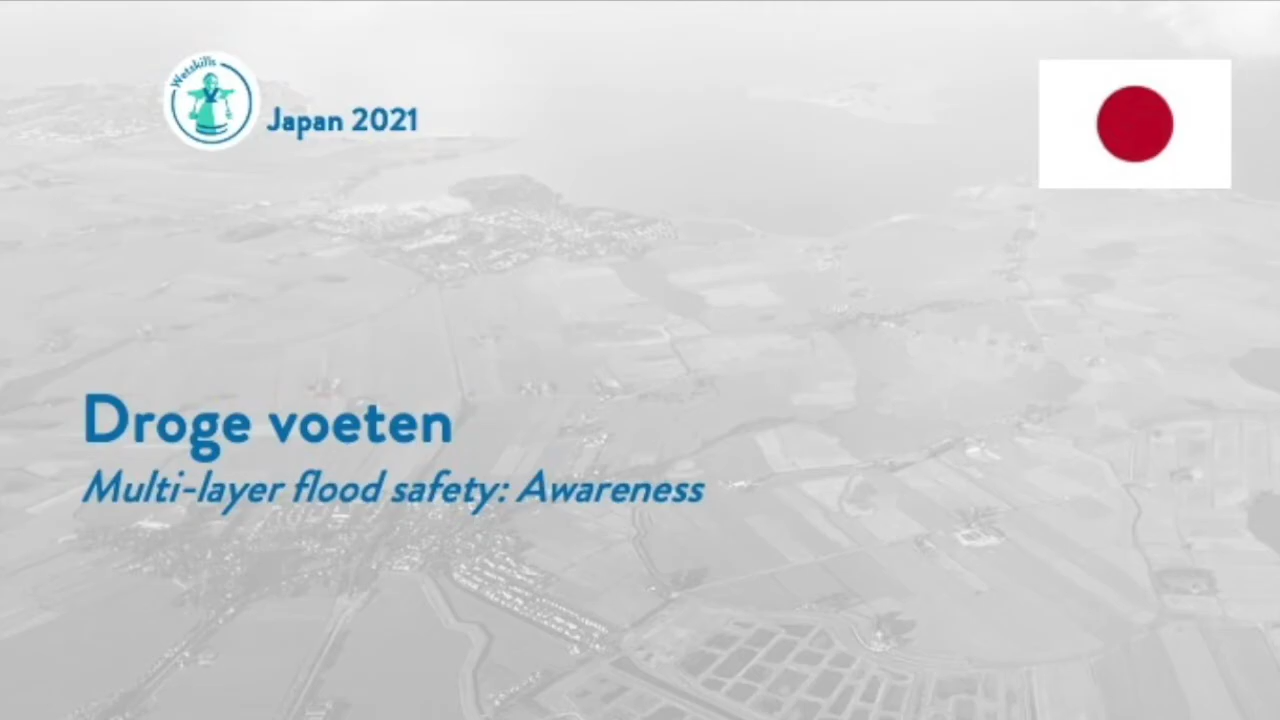 Wetskills
Japan 2021
Droge voeten
Multi-layer flood safety: Awareness